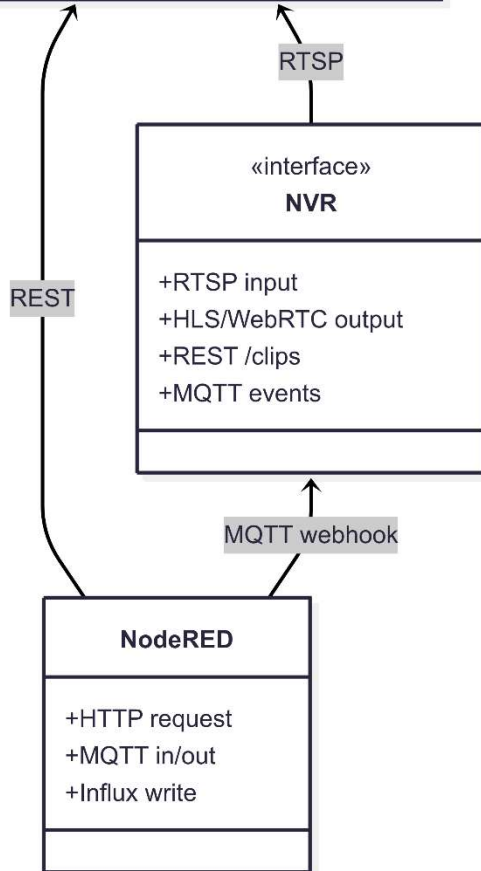 RTSP
«interface»
NVR
+RTSP input
+HLS/WebRTC output
+REST /clips
+MQTT events
REST
MQTT webhook
NodeRED
+HTTP request
+MQTT in/out
+Influx write